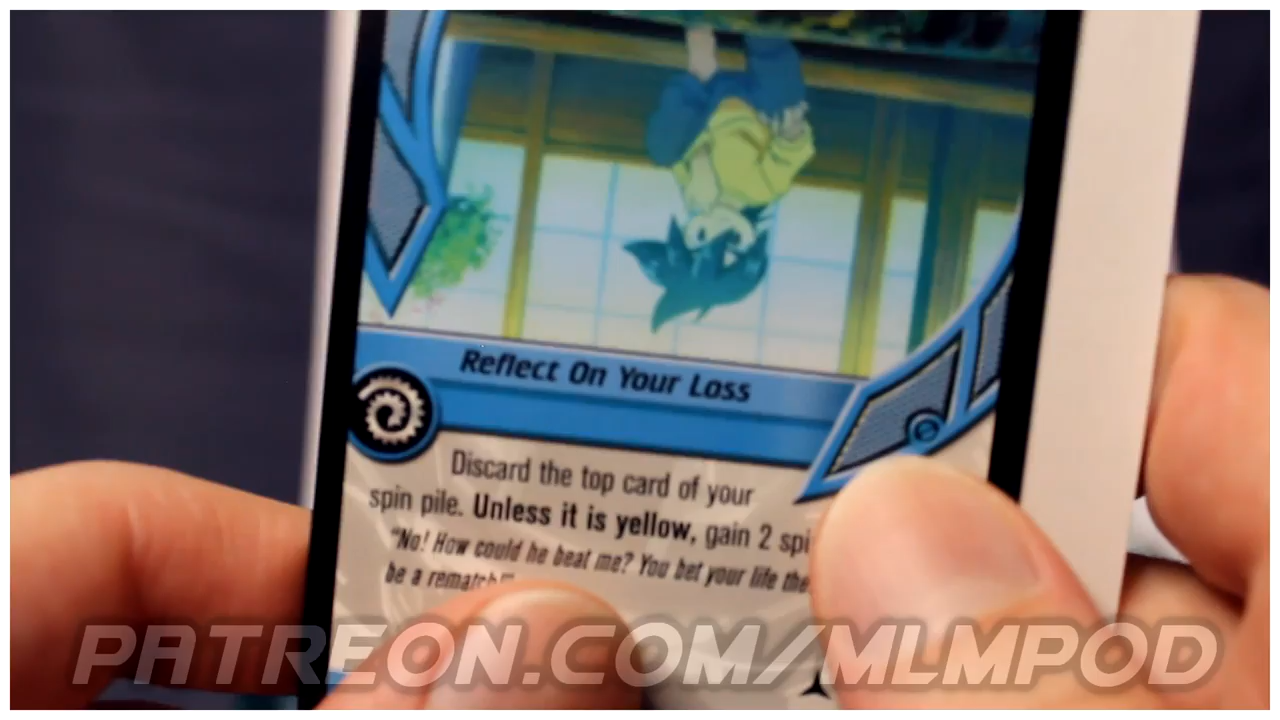 Reflect On Your Loss
Discard the top card of your
spin pile. Unless it is yellow, gain 2
"No! How could he beat me? You bet your life
be a rematch!"
PATREON.COM/MLMPOD